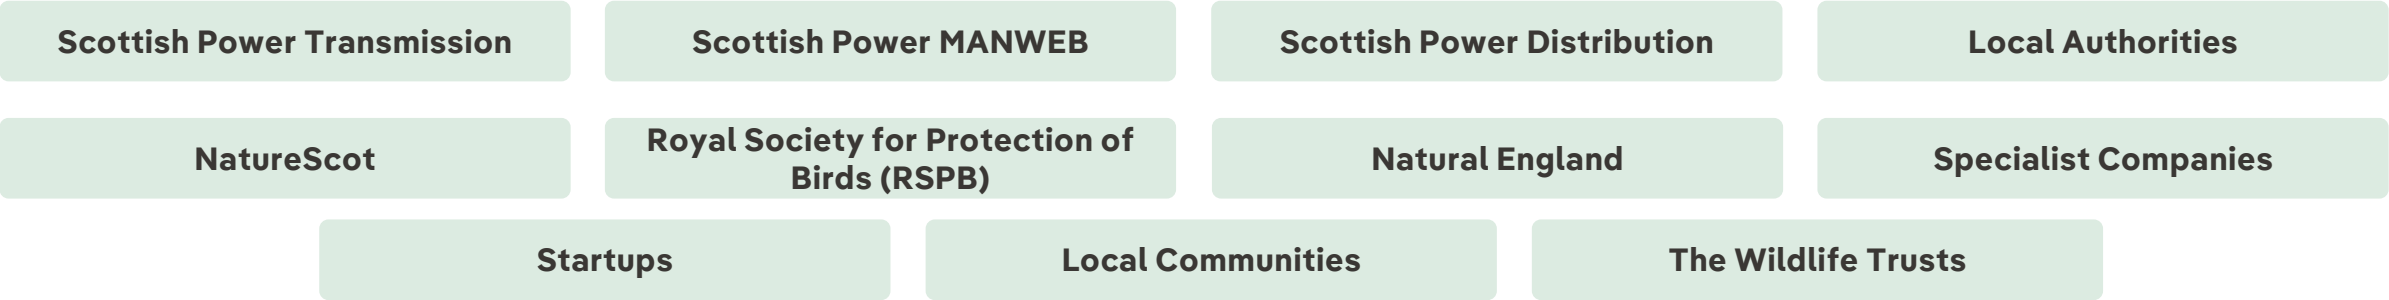 Scottish Power Transmission
Scottish Power MANWEB
Scottish Power Distribution
Local Authorities
NatureScot
Royal Society for Protection of
Birds (RSPB)
Natural England
Specialist Companies
Startups
Local Communities
The Wildlife Trusts